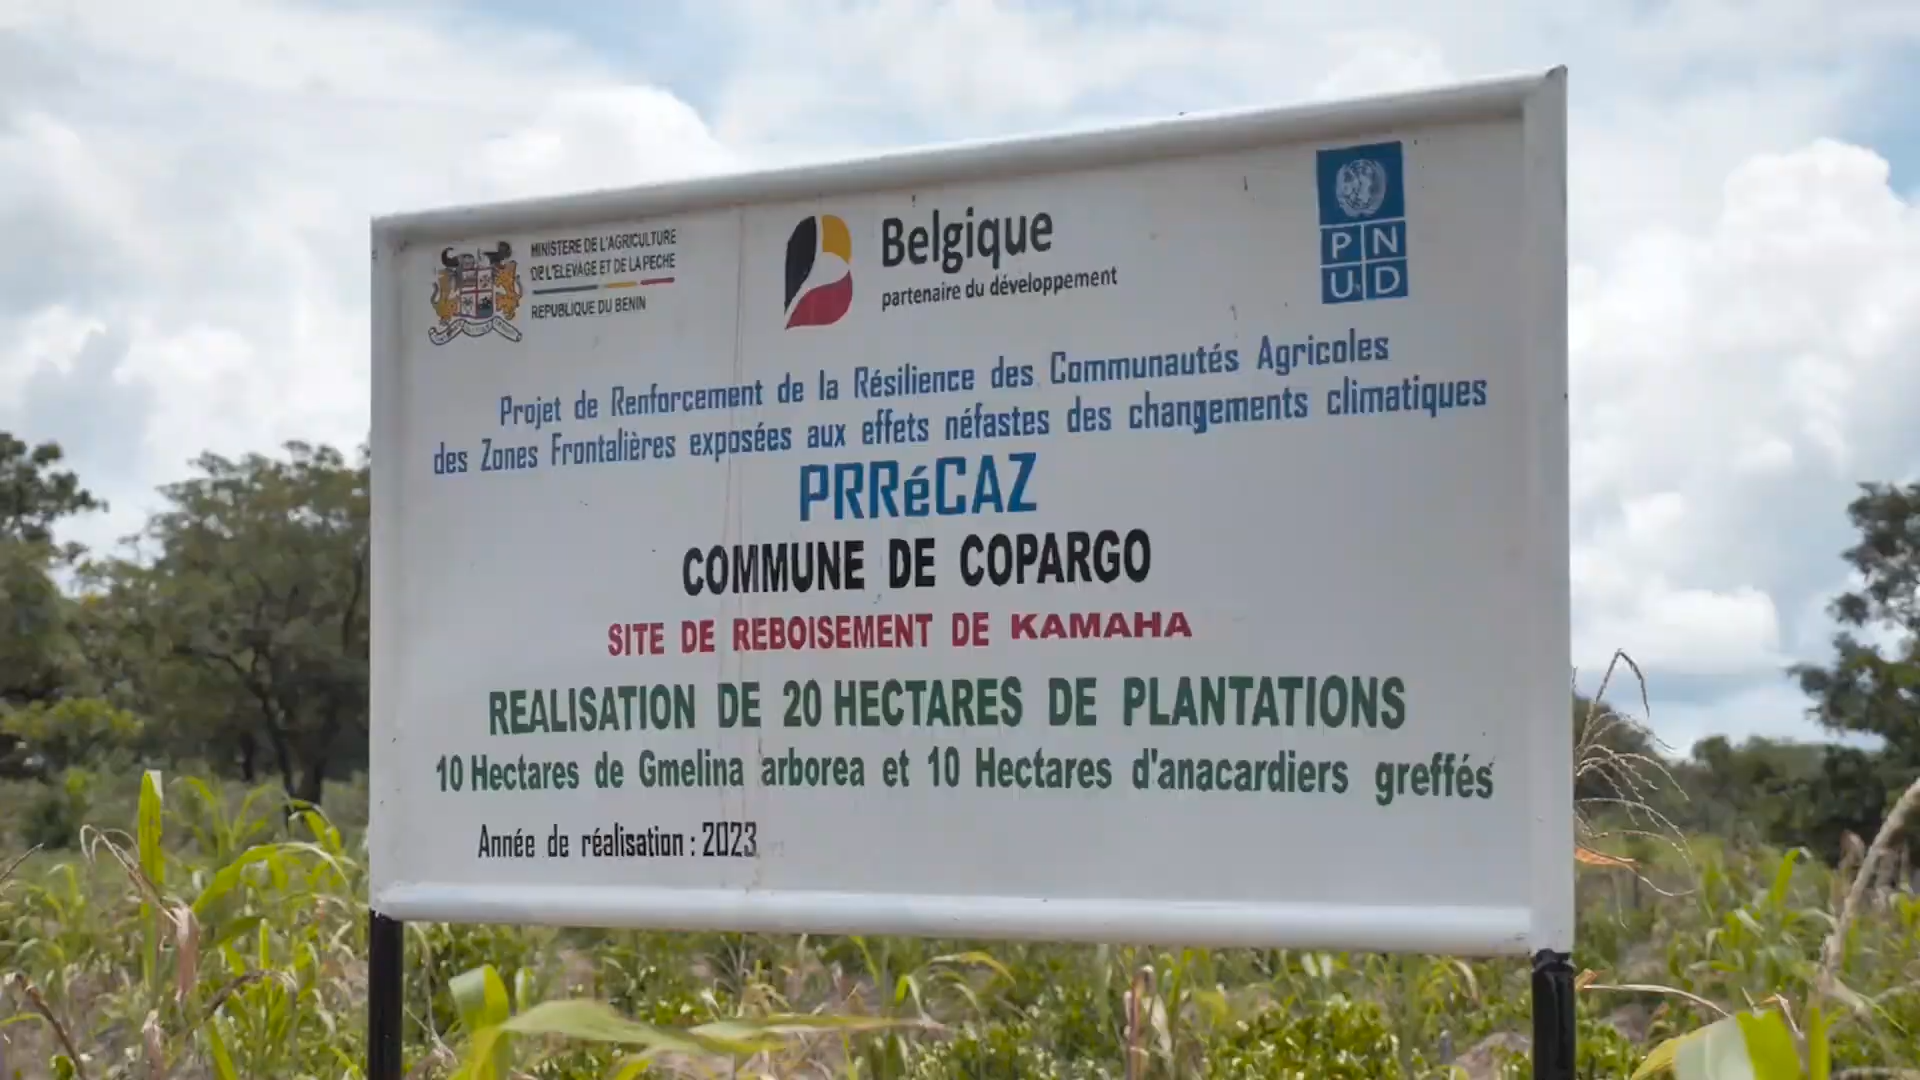 MINISTERE DE L'AGRICULTURE
DE L'ELEVAGE ET DE LA PECHE
REPUBLIQUE DU BENIN
Belgique
partenaire du développement
PN
UD
Projet de Renforcement de la Résilience des Communautés Agricoles
des Zones Frontalières exposées aux effets néfastes des changements climatiques
PRRéCAZ
COMMUNE DE COPARGO
SITE DE REBOISEMENT DE KAMAHA
REALISATION DE 20 HECTARES DE PLANTATIONS
10 Hectares de Gmelina arborea et 10 Hectares d'anacardiers greffés
Année de réalisation : 2023